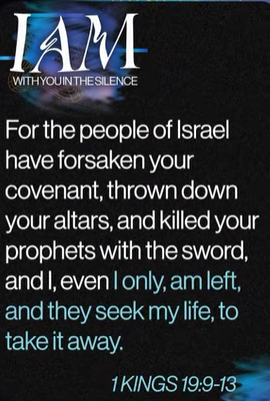 I AM
WITH YOU IN THE SILENCE
For the people of Israel
have forsaken your
covenant, thrown down
your altars, and killed your
prophets with the sword,
and I, even I only, am left,
and they seek my life, to
take it away.
1 KINGS 19:9-13